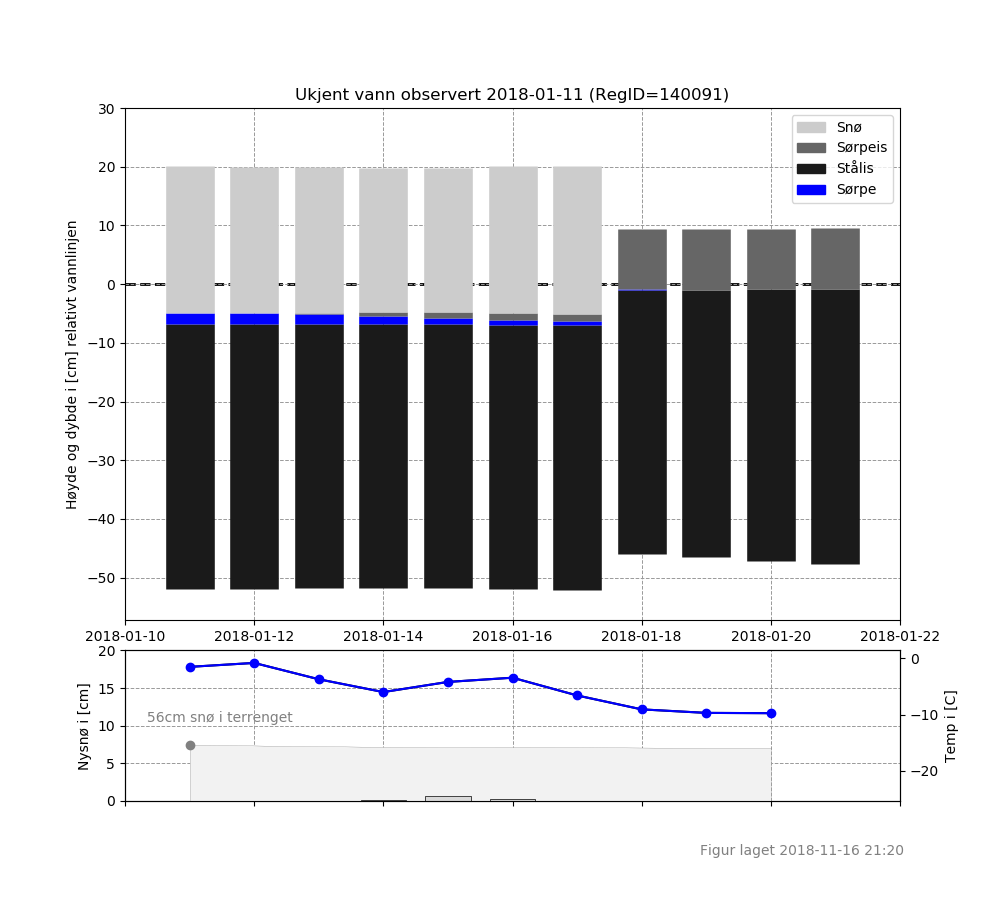 Ukjent vann observert 2018-01-11 (RegID=140091)
30
20
10
0
−10
−20
−30
−40
−50
Høyde og dybde i [cm] relativt vannlinjen
Snø
Sørpeis
Stålis
Sørpe
2018-01-10 2018-01-12 2018-01-14 2018-01-16 2018-01-18 2018-01-20 2018-01-22
20
15
10
5
0
Nysnø i [cm]
56cm snø i terrenget
0
−10
−20
Temp i [C]
Figur laget 2018-11-16 21:20